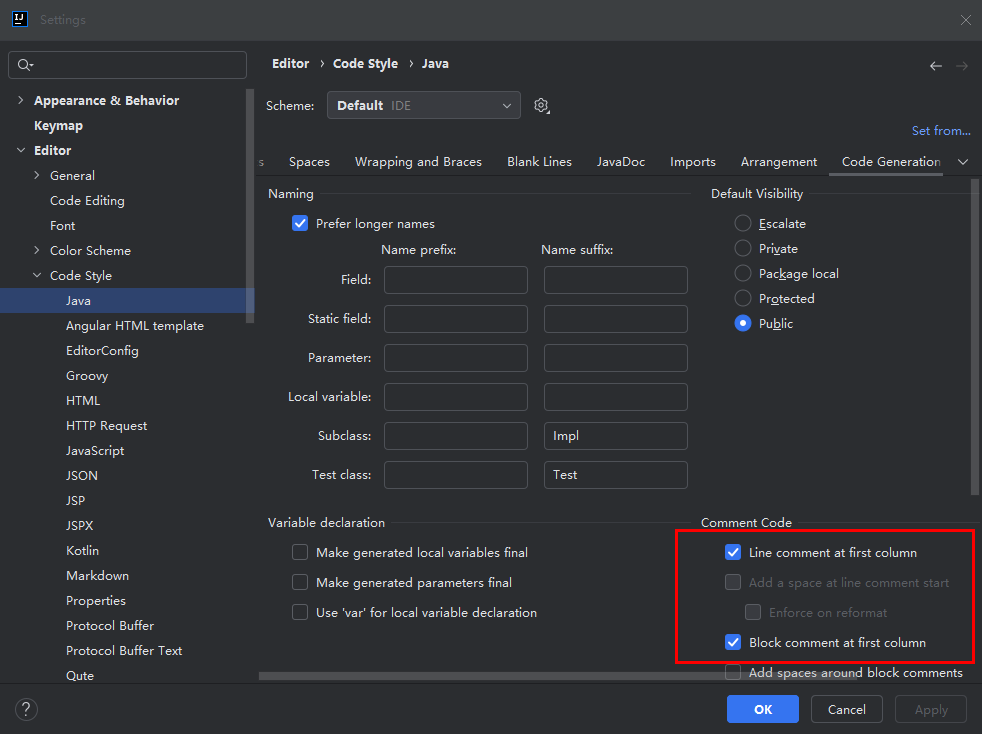 IJ
Settings
Appearance & Behavior
Keymap
Editor
General
Code Editing
Font
Color Scheme
Code Style
Java
Angular HTML template
EditorConfig
Groovy
HTML
HTTP Request
JavaScript
JSON
JSP
JSPX
Kotlin
Markdown
Properties
Protocol Buffer
Protocol Buffer Text
Qute
Editor › Code Style › Java
Scheme: Default IDE
Set from...
s Spaces Wrapping and Braces Blank Lines JavaDoc Imports Arrangement Code Generation
Naming
Prefer longer names
Name prefix: Name suffix:
Field:
Static field:
Parameter:
Local variable:
Subclass: Impl
Test class: Test
Default Visibility
Escalate
Private
Package local
Protected
Public
Variable declaration
Make generated local variables final
Make generated parameters final
Use 'var' for local variable declaration
Comment Code
Line comment at first column
Add a space at line comment start
Enforce on reformat
Block comment at first column
Add spaces around block comments
?
OK Cancel Apply